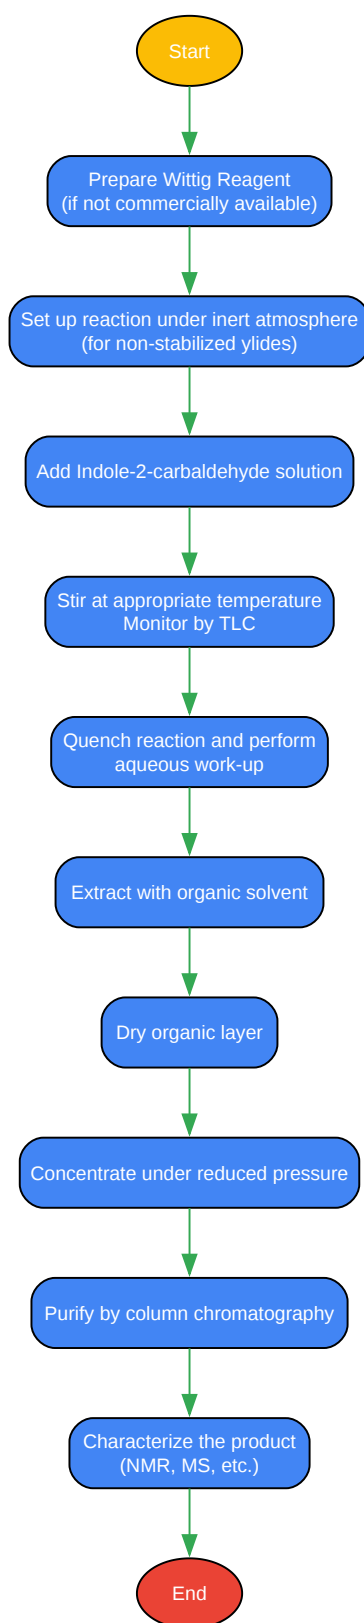 Start
Prepare Wittig Reagent
(if not commercially available)
Set up reaction under inert atmosphere
(for non-stabilized ylides)
Add Indole-2-carbaldehyde solution
Stir at appropriate temperature
Monitor by TLC
Quench reaction and perform
aqueous work-up
Extract with organic solvent
Dry organic layer
Concentrate under reduced pressure
Purify by column chromatography
Characterize the product
(NMR, MS, etc.)
End